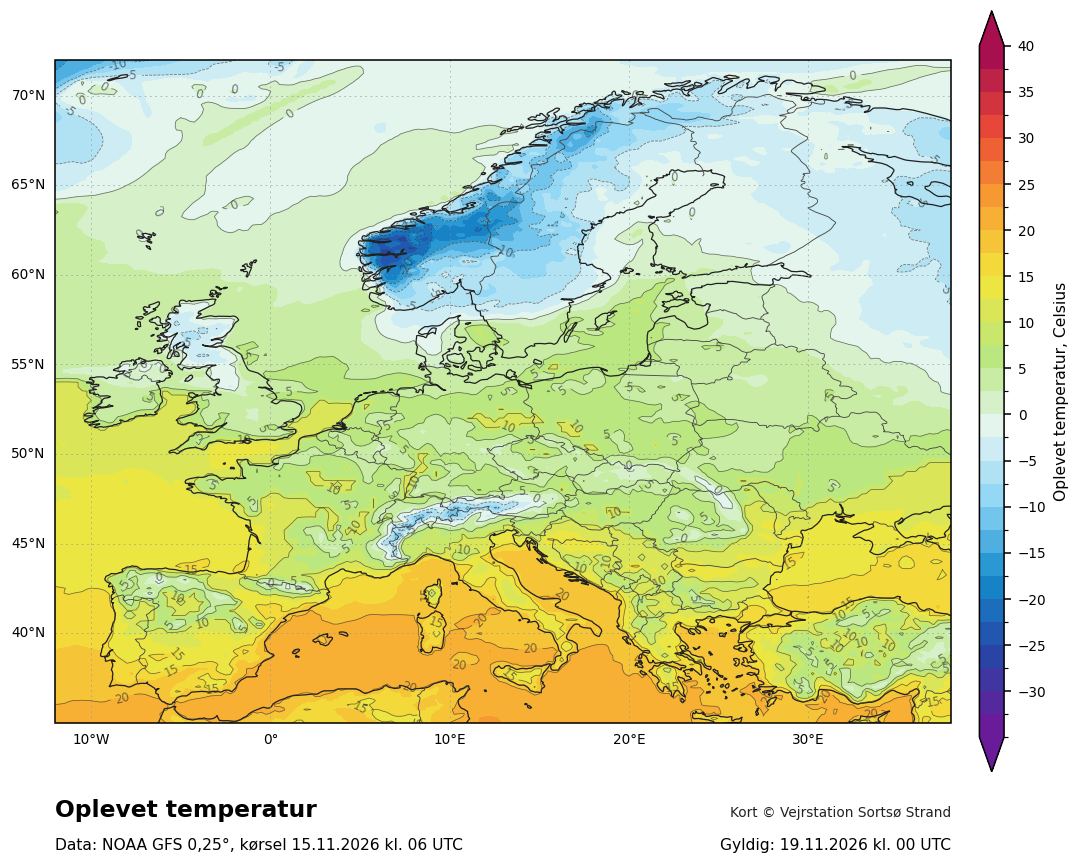 70°N
65°N
60°N
55°N
50°N
45°N
40°N
10°W
0°
10°E
20°E
30°E
40
35
30
25
20
15
10
5
0
−5
−10
−15
−20
−25
−30
Oplevet temperatur, Celsius
Oplevet temperatur
Kort © Vejrstation Sortsø Strand
Data: NOAA GFS 0,25°, kørsel 15.11.2026 kl. 06 UTC
Gyldig: 19.11.2026 kl. 00 UTC